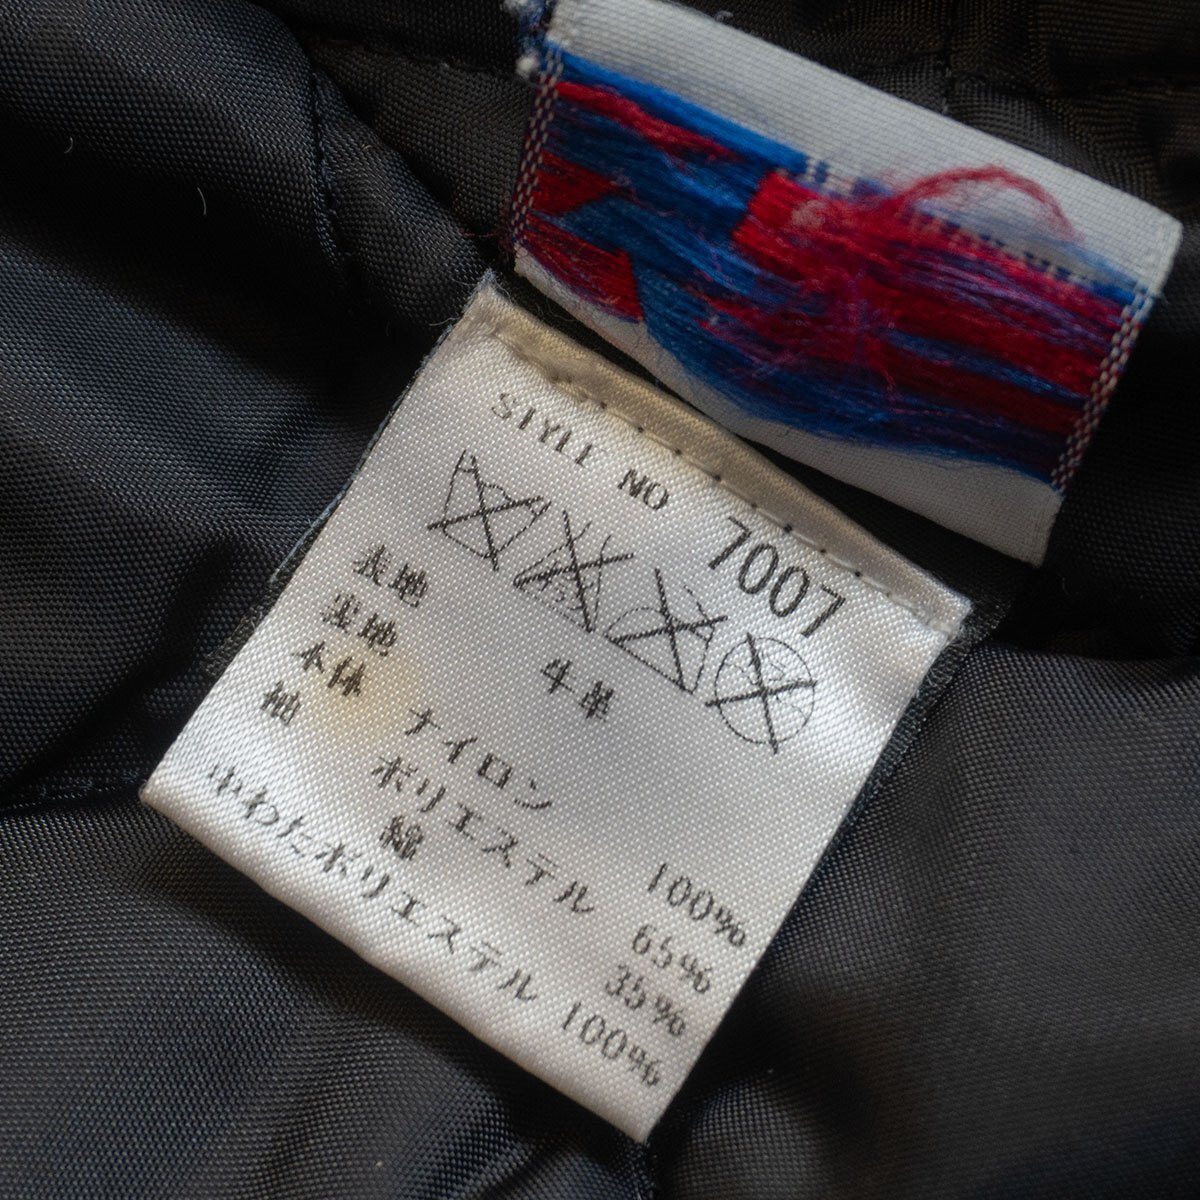 STYLE NO 7007
表地 牛革
裏地
本体 ナイロン 100%
袖 ポリエステル 65%
綿 35%
中わたポリエステル 100%